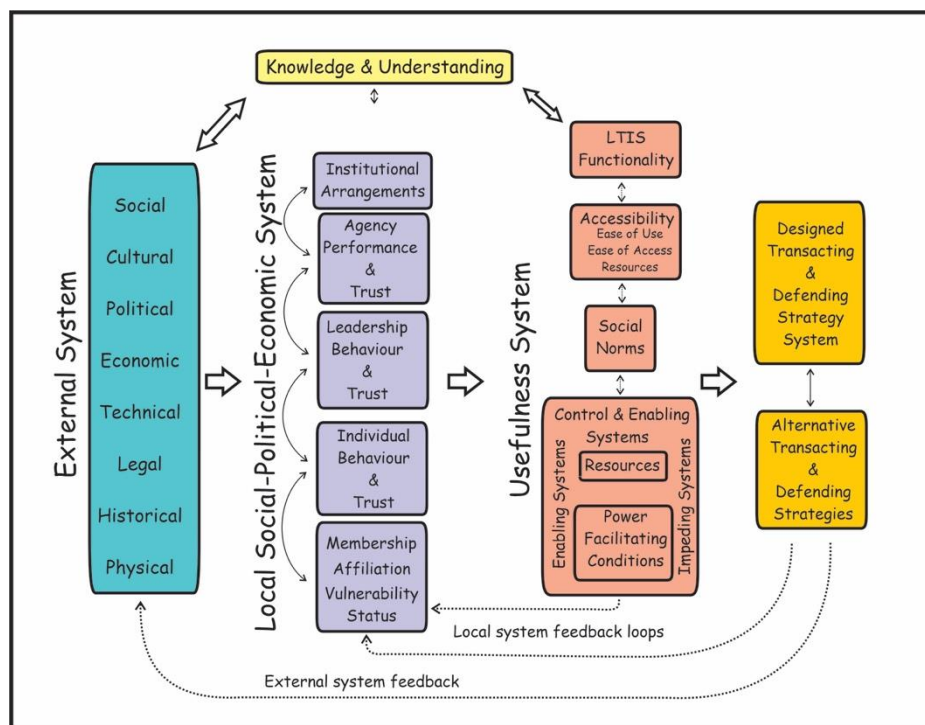 Knowledge & Understanding
External System
Social
Cultural
Political
Economic
Technical
Legal
Historical
Physical
Local Social-Political-Economic System
Institutional
Arrangements
Agency
Performance
&
Trust
Leadership
Behaviour
&
Trust
Individual
Behaviour
&
Trust
Membership
Affiliation
Vulnerability
Status
Usefulness System
LTIS
Functionality
Accessibility
Ease of Use
Ease of Access
Resources
Social
Norms
Control & Enabling
Systems
Enabling Systems
Resources
Power
Facilitating
Conditions
Impeding Systems
Designed
Transacting
&
Defending
Strategy
System
Alternative
Transacting
&
Defending
Strategies
Local system feedback loops
External system feedback